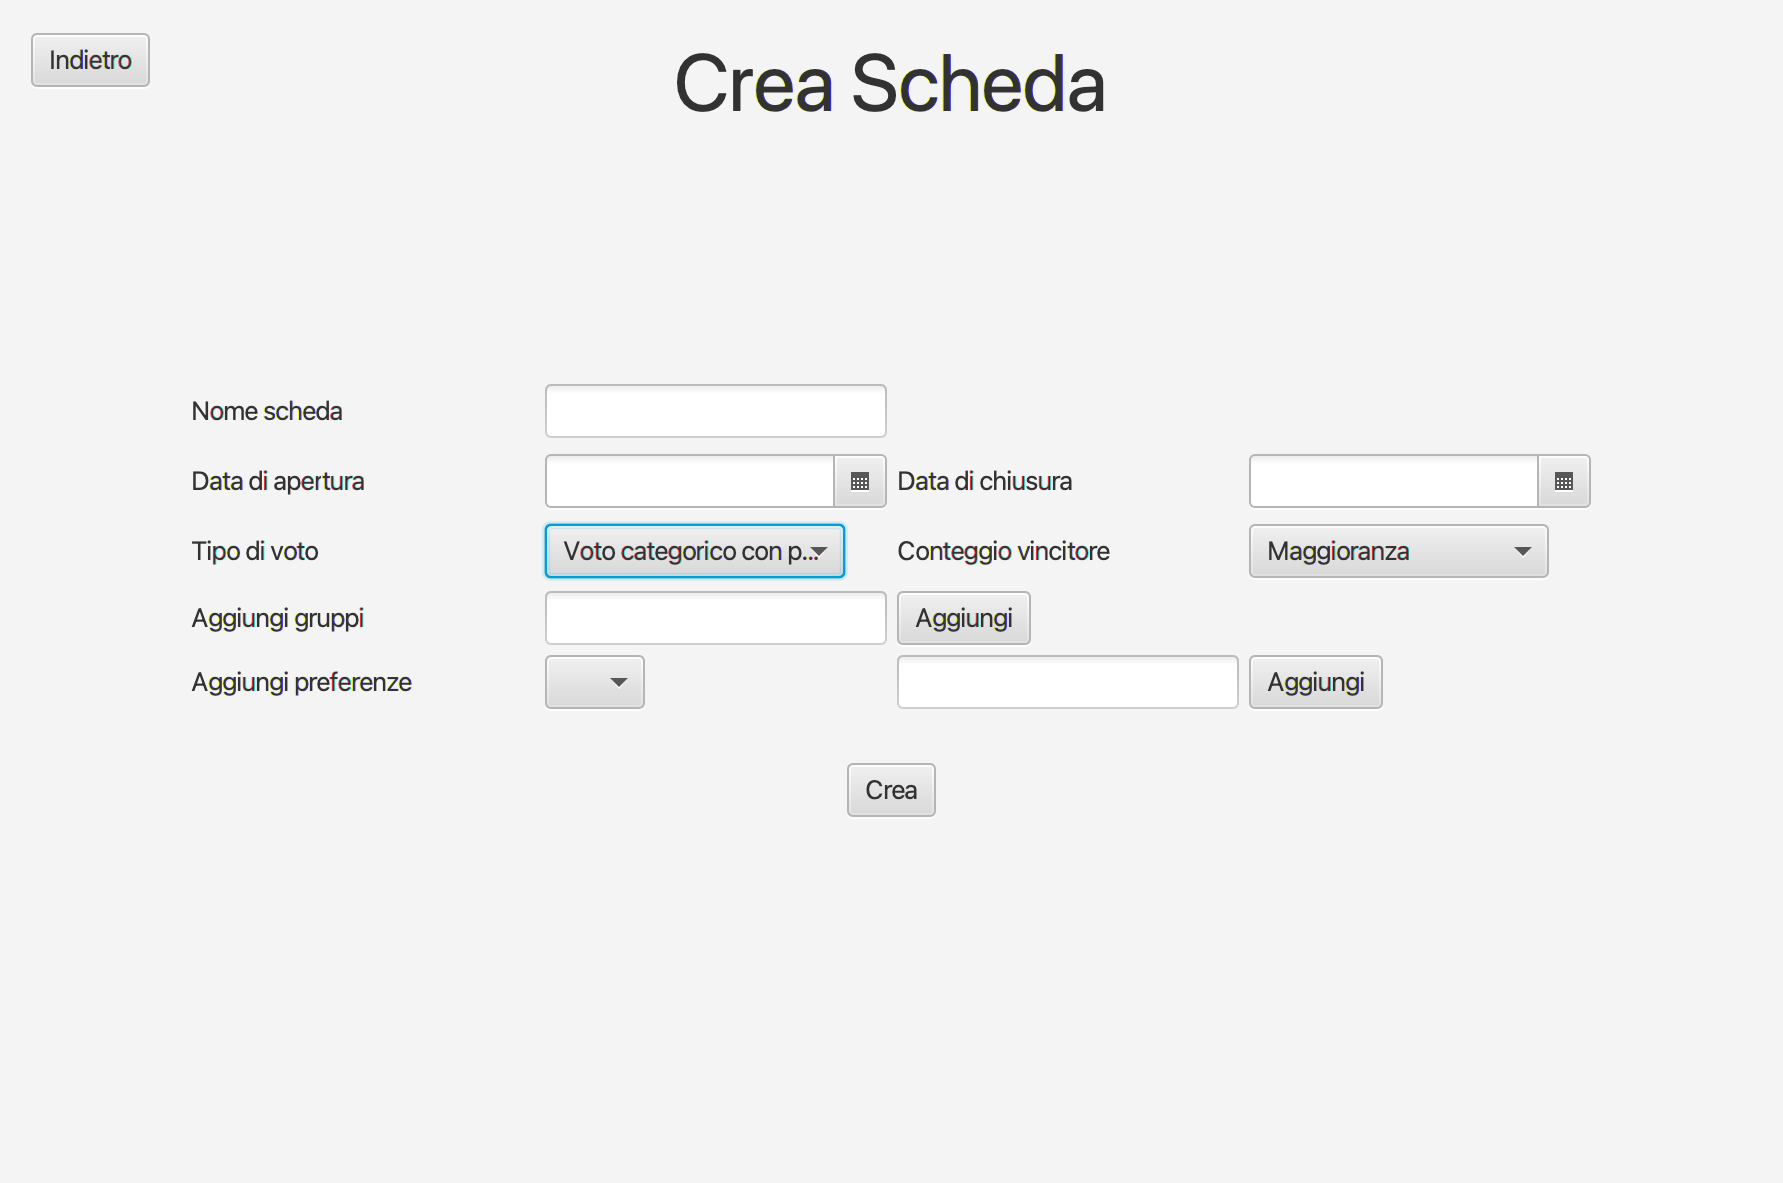 Indietro
Crea Scheda
Nome scheda
Data di apertura
Data di chiusura
Tipo di voto
Voto categorico con p...
Conteggio vincitore
Maggioranza
Aggiungi gruppi
Aggiungi
Aggiungi preferenze
Aggiungi
Crea